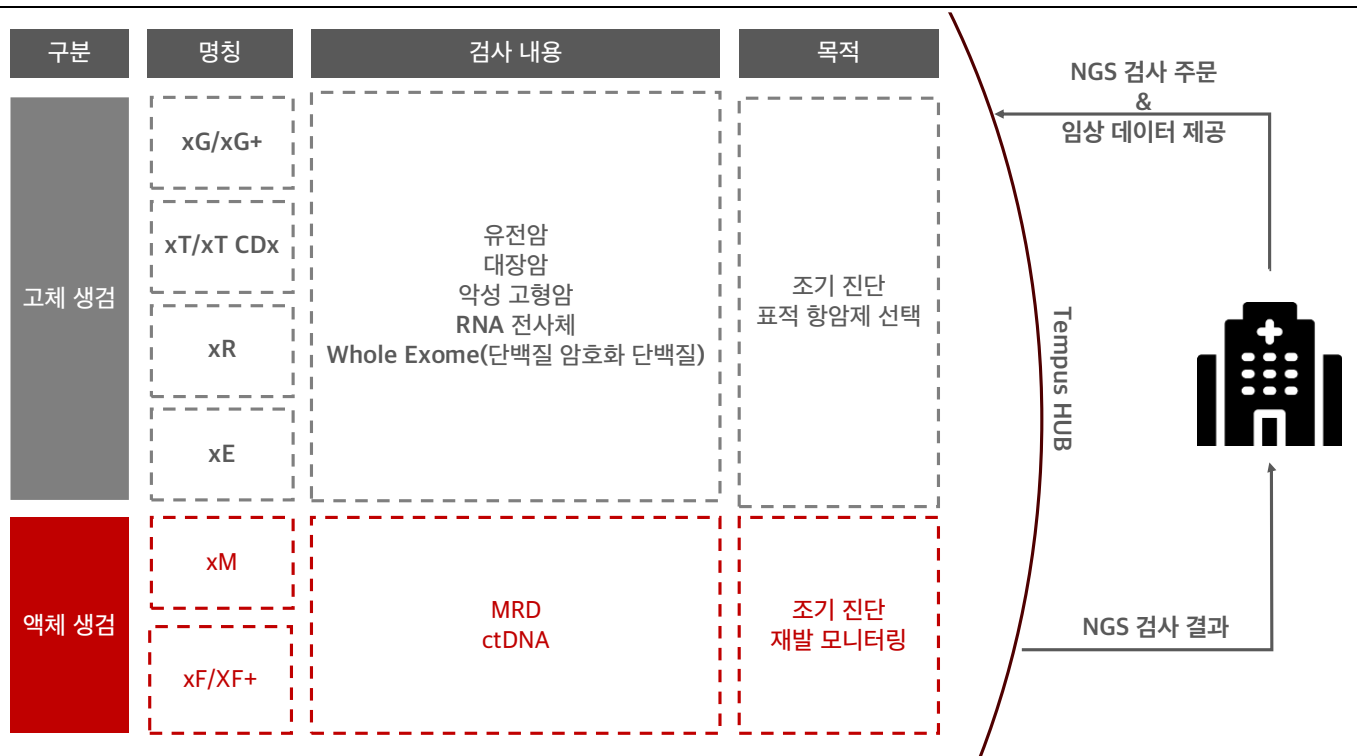 구분
명칭
검사 내용
목적
고체 생검
xG/xG+
xT/xT CDx
xR
xE
유전암
대장암
악성 고형암
RNA 전사체
Whole Exome(단백질 암호화 단백질)
조기 진단
표적 항암제 선택
액체 생검
xM
xF/XF+
MRD
ctDNA
조기 진단
재발 모니터링
Tempus HUB
NGS 검사 주문
&
임상 데이터 제공
NGS 검사 결과